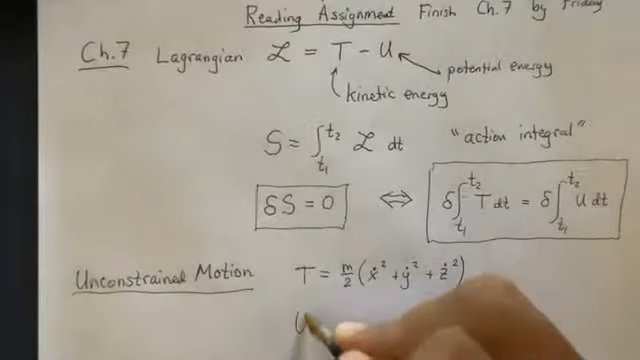 Reading Assignment Finish Ch.7 by Friday
Ch.7 Lagrangian ℒ = T - U
potential energy
kinetic energy
S = ∫_{t₁}^{t₂} ℒ dt "action integral"
δS = 0 ⟺ δ∫_{t₁}^{t₂} T dt = δ∫_{t₁}^{t₂} U dt
Unconstrained Motion T = m/2 (ẋ² + ẏ² + ż²)
U